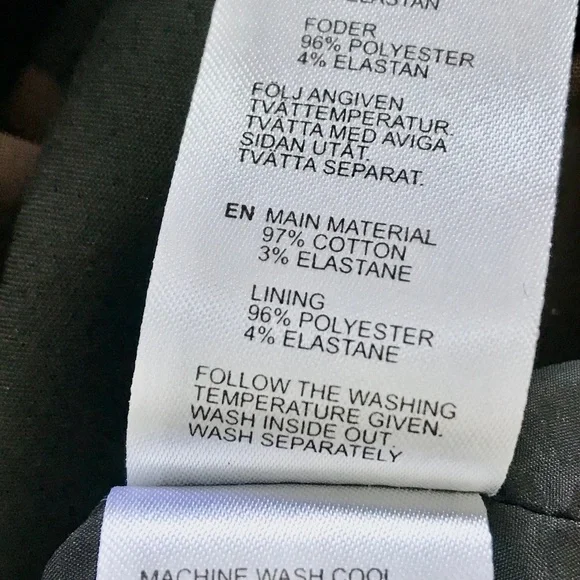 ELASTAN
FODER
96% POLYESTER
4% ELASTAN
FÖLJ ANGIVEN
TVÄTTEMPERATUR.
TVÄTTA MED AVIGA
SIDAN UTÅT.
TVÄTTA SEPARAT.
EN MAIN MATERIAL
97% COTTON
3% ELASTANE
LINING
96% POLYESTER
4% ELASTANE
FOLLOW THE WASHING
TEMPERATURE GIVEN.
WASH INSIDE OUT.
WASH SEPARATELY
MACHINE WASH COOL